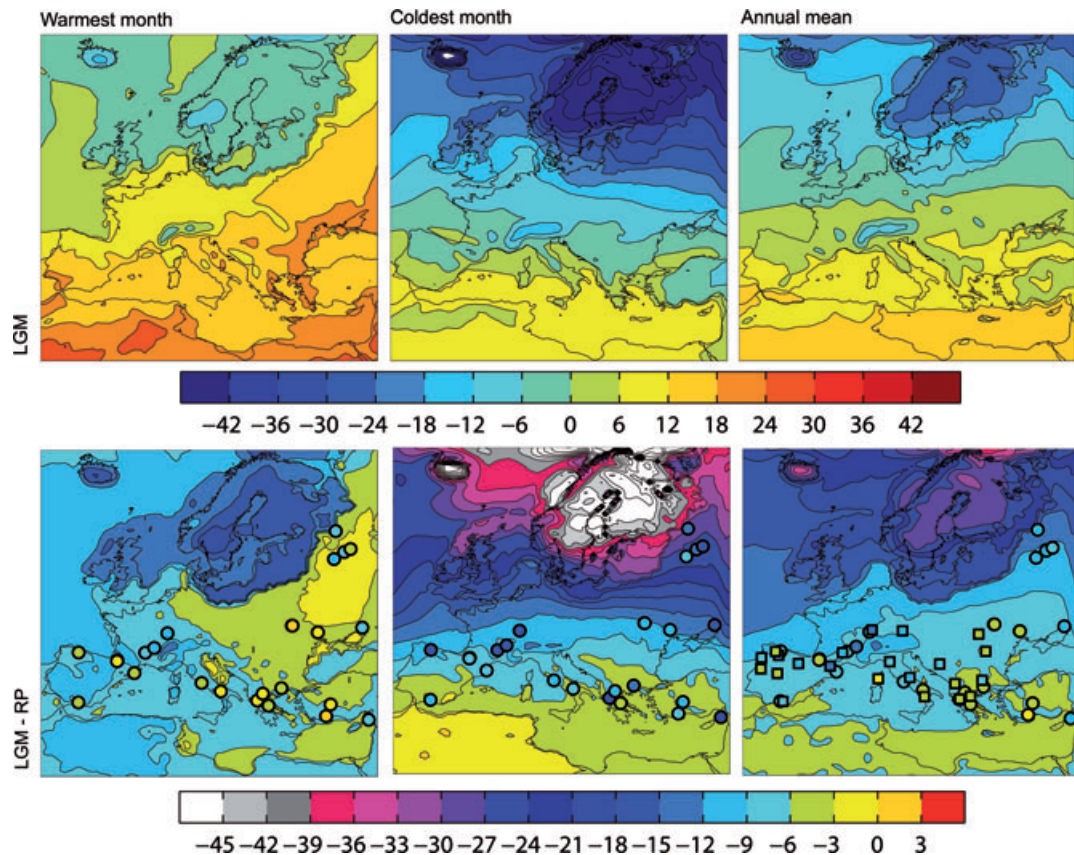 Warmest month
Coldest month
Annual mean
LGM
−42 −36 −30 −24 −18 −12 −6 0 6 12 18 24 30 36 42
LGM - RP
−45 −42 −39 −36 −33 −30 −27 −24 −21 −18 −15 −12 −9 −6 −3 0 3